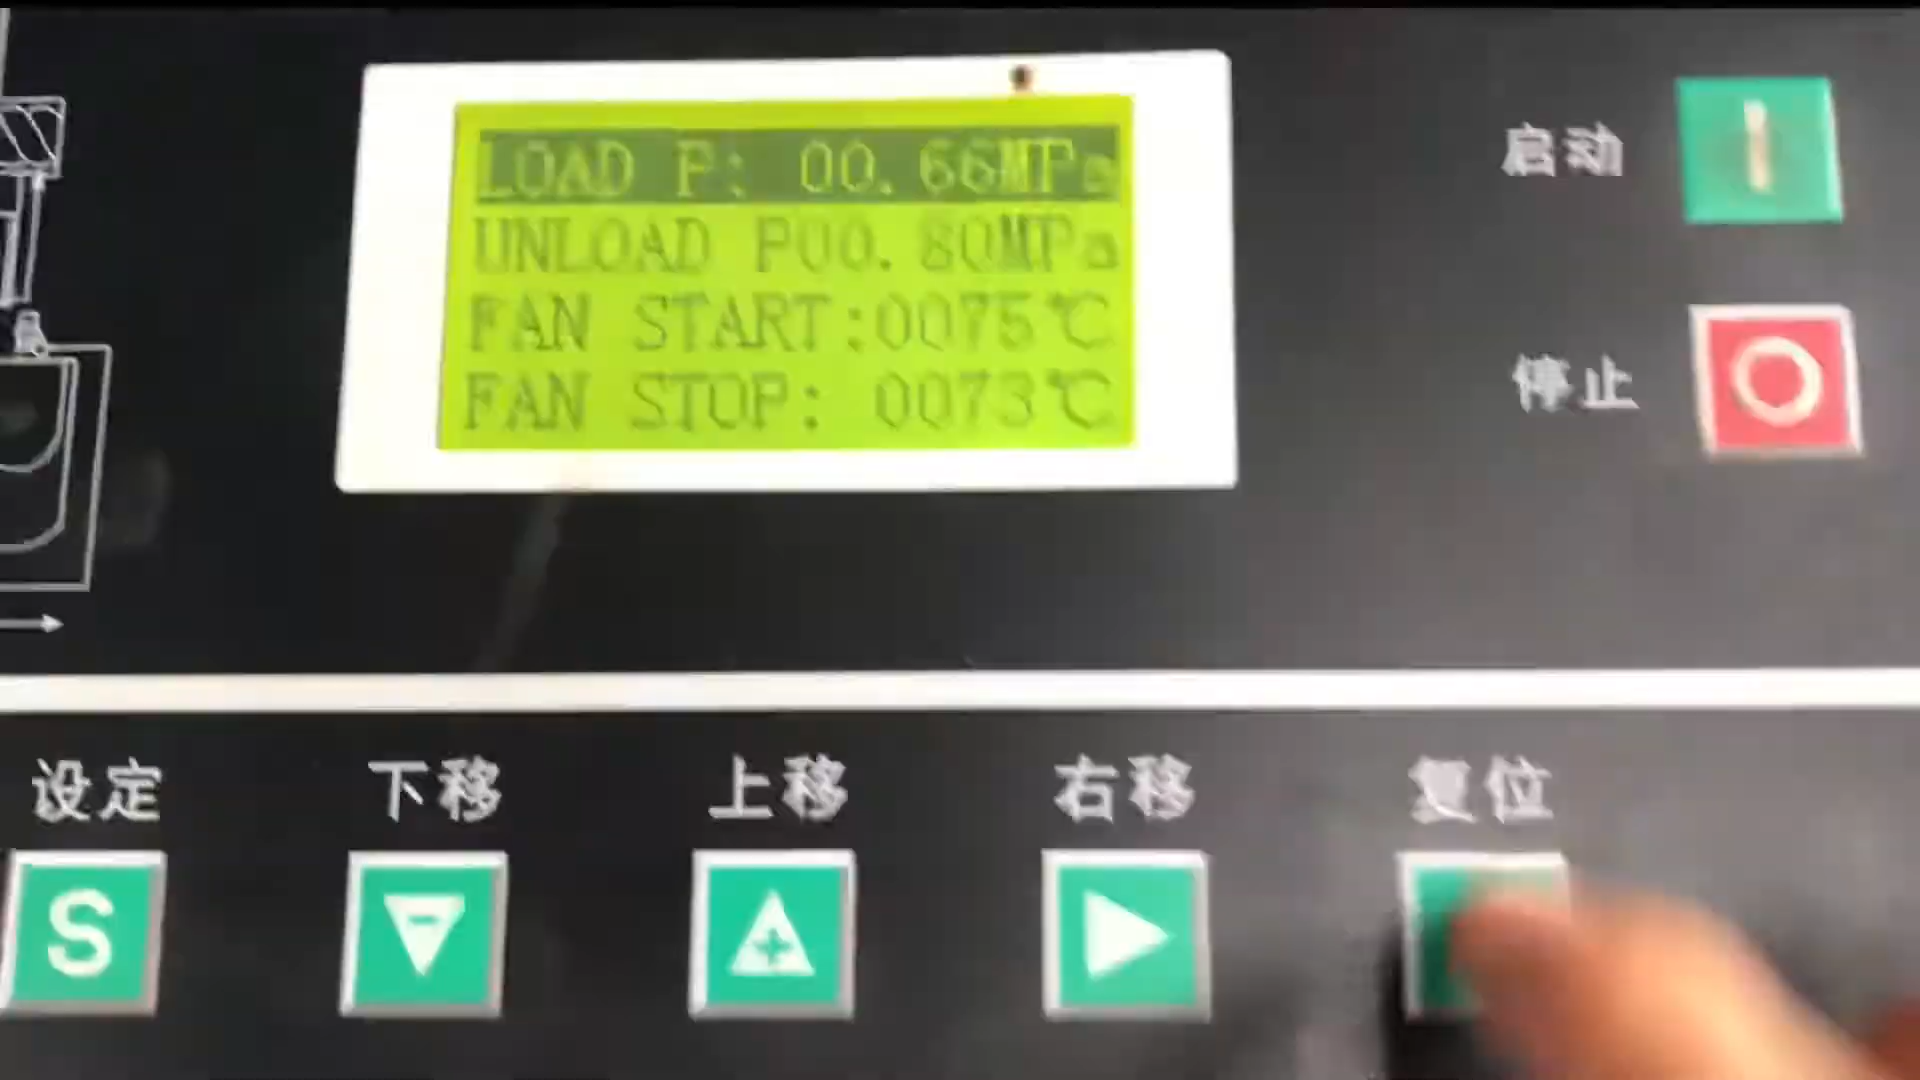 LOAD P: 00.66MPa
UNLOAD P00.80MPa
FAN START:0075℃
FAN STOP: 0073℃
启动
停止
设定
下移
上移
右移
复位
S